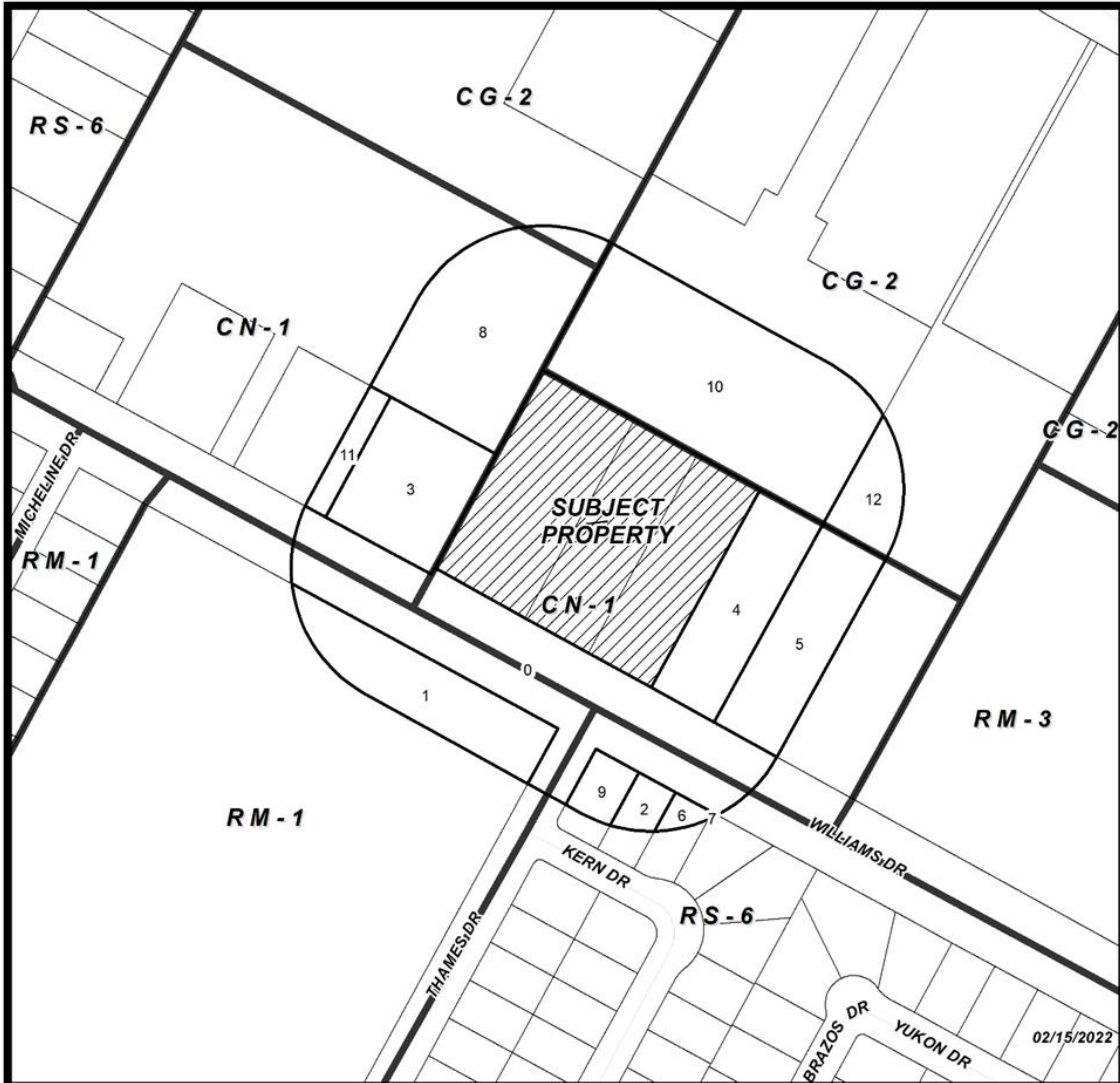 CG-2
RS-6
CG-2
CN-1
8
10
CG-2
11
3
12
MICHELINE DR
SUBJECT
PROPERTY
RM-1
CN-1
4
5
0
1
RM-3
9
2
6
7
RM-1
WILLIAMS DR
KERN DR
RS-6
THAMES DR
BRAZOS DR
YUKON DR
02/15/2022